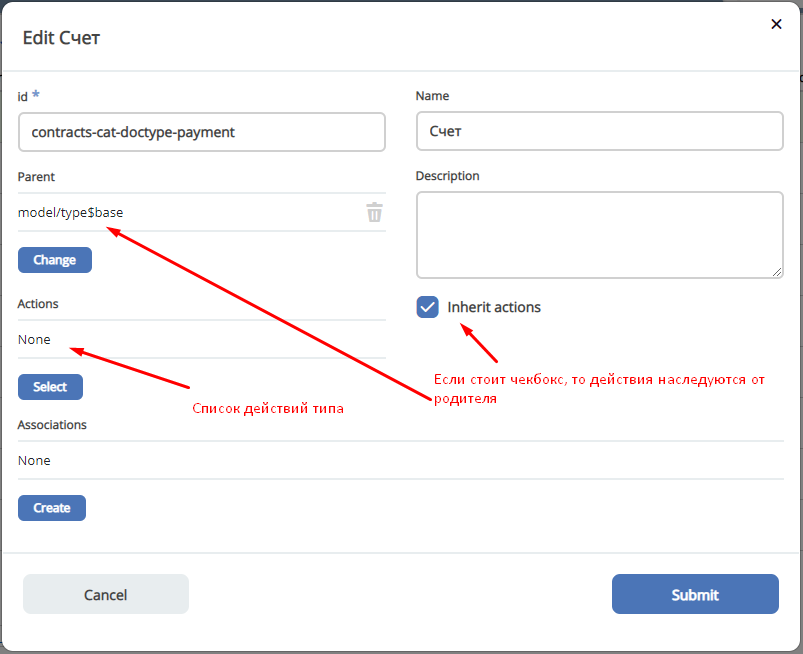 Edit Счет
id *
Name
contracts-cat-doctype-payment
Счет
Parent
Description
model/type$base
Change
Actions
Inherit actions
None
Если стоит чекбокс, то действия наследуются от
родителя
Select
Список действий типа
Associations
None
Create
Cancel
Submit